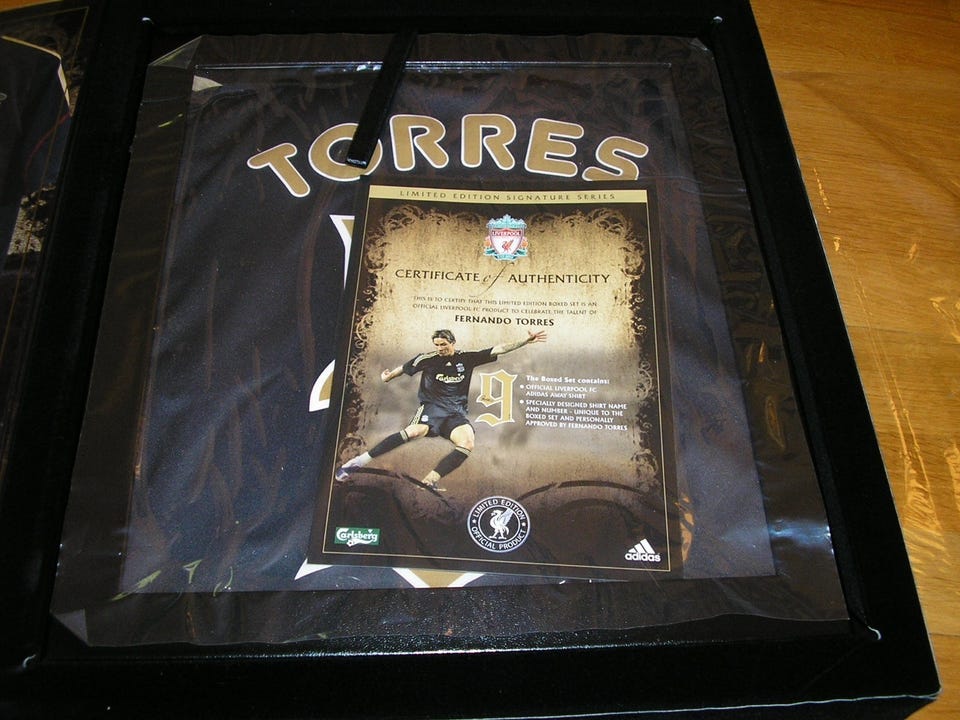 TORRES
LIMITED EDITION SIGNATURE SERIES
LIVERPOOL
CERTIFICATE of AUTHENTICITY
THIS IS TO CERTIFY THAT THIS LIMITED EDITION BOXED SET IS AN
OFFICIAL LIVERPOOL FC PRODUCT TO CELEBRATE THE TALENT OF
FERNANDO TORRES
Carlsberg
9
The Boxed Set contains:
• OFFICIAL LIVERPOOL FC
ADIDAS AWAY SHIRT
• SPECIALLY DESIGNED SHIRT NAME
AND NUMBER - UNIQUE TO THE
BOXED SET AND PERSONALLY
APPROVED BY FERNANDO TORRES
Carlsberg
LIMITED EDITION
OFFICIAL PRODUCT
adidas